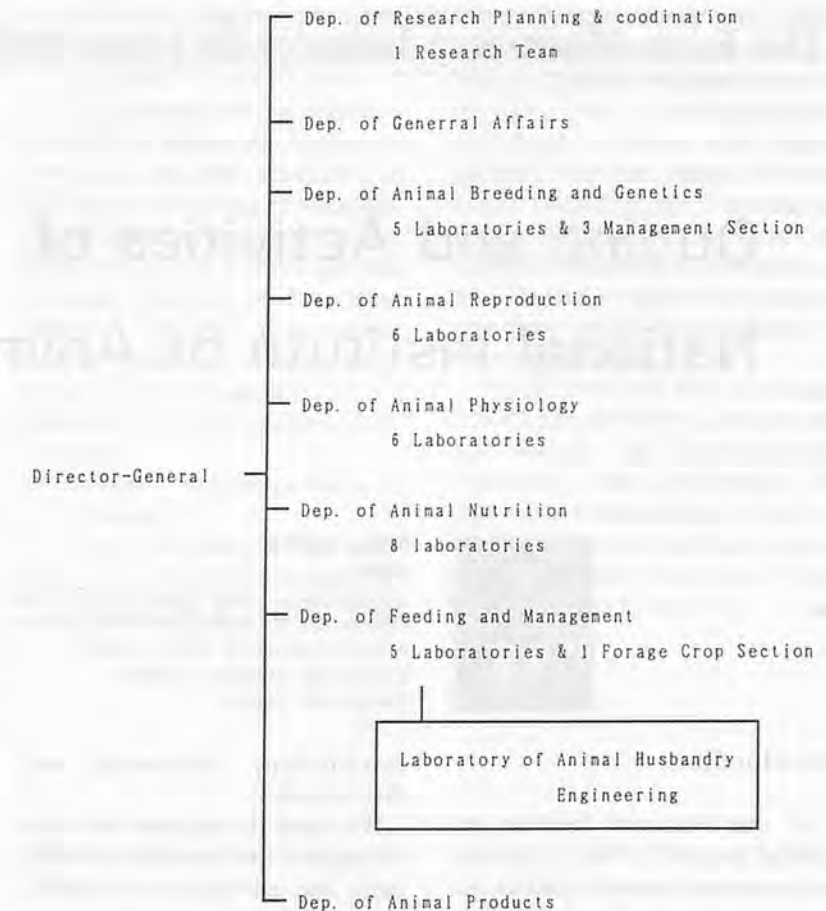 Dep. of Research Planning & coodination
1 Research Team
Dep. of Generral Affairs
Dep. of Animal Breeding and Genetics
5 Laboratories & 3 Management Section
Dep. of Animal Reproduction
6 Laboratories
Dep. of Animal Physiology
6 Laboratories
Director-General
Dep. of Animal Nutrition
8 laboratories
Dep. of Feeding and Management
5 Laboratories & 1 Forage Crop Section
Laboratory of Animal Husbandry
Engineering
Dep. of Animal Products